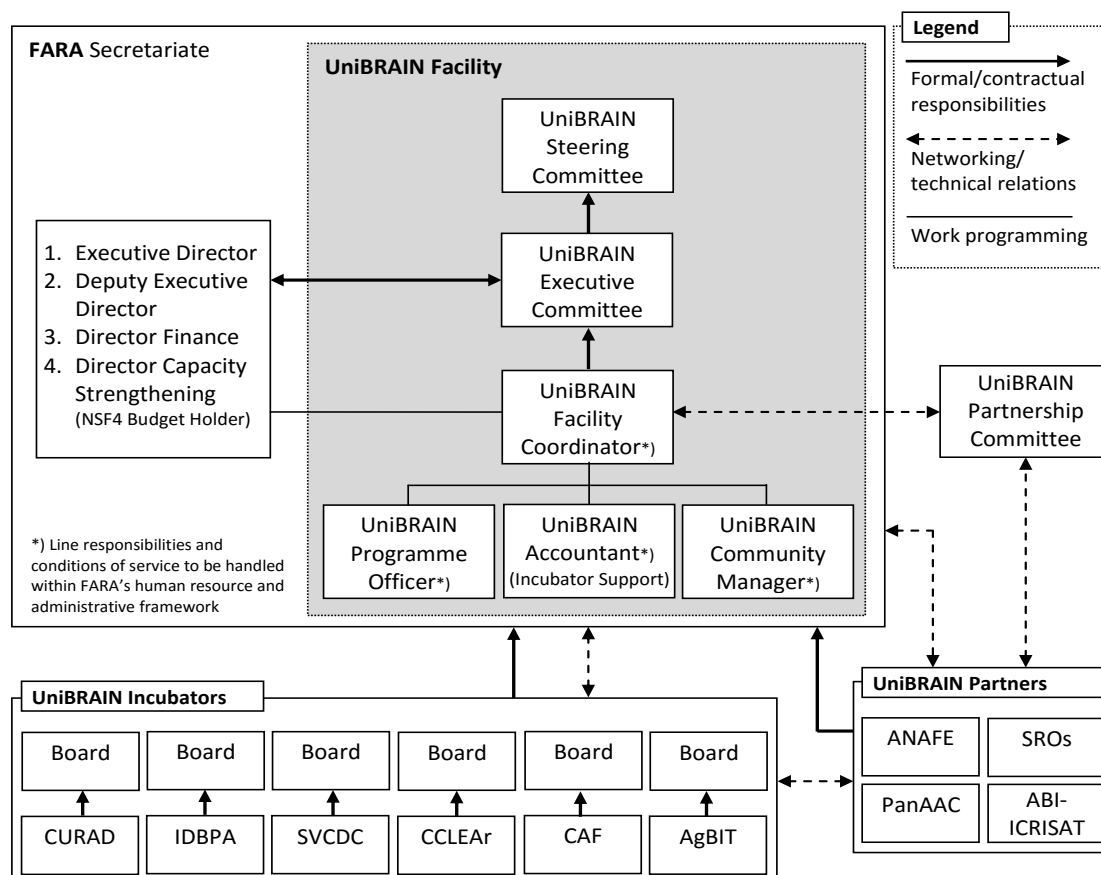 FARA Secretariate
UniBRAIN Facility
UniBRAIN
Steering
Committee
1. Executive Director
2. Deputy Executive
Director
3. Director Finance
4. Director Capacity
Strengthening
(NSF4 Budget Holder)
UniBRAIN
Executive
Committee
UniBRAIN
Facility
Coordinator*)
UniBRAIN
Programme
Officer*)
UniBRAIN
Accountant*)
(Incubator Support)
UniBRAIN
Community
Manager*)
*) Line responsibilities and
conditions of service to be handled
within FARA's human resource and
administrative framework
Legend
Formal/contractual
responsibilities
Networking/
technical relations
Work programming
UniBRAIN
Partnership
Committee
UniBRAIN Incubators
Board
Board
Board
Board
Board
Board
CURAD
IDBPA
SVCDC
CCLEAr
CAF
AgBIT
UniBRAIN Partners
ANAFE
SROs
PanAAC
ABI-
ICRISAT